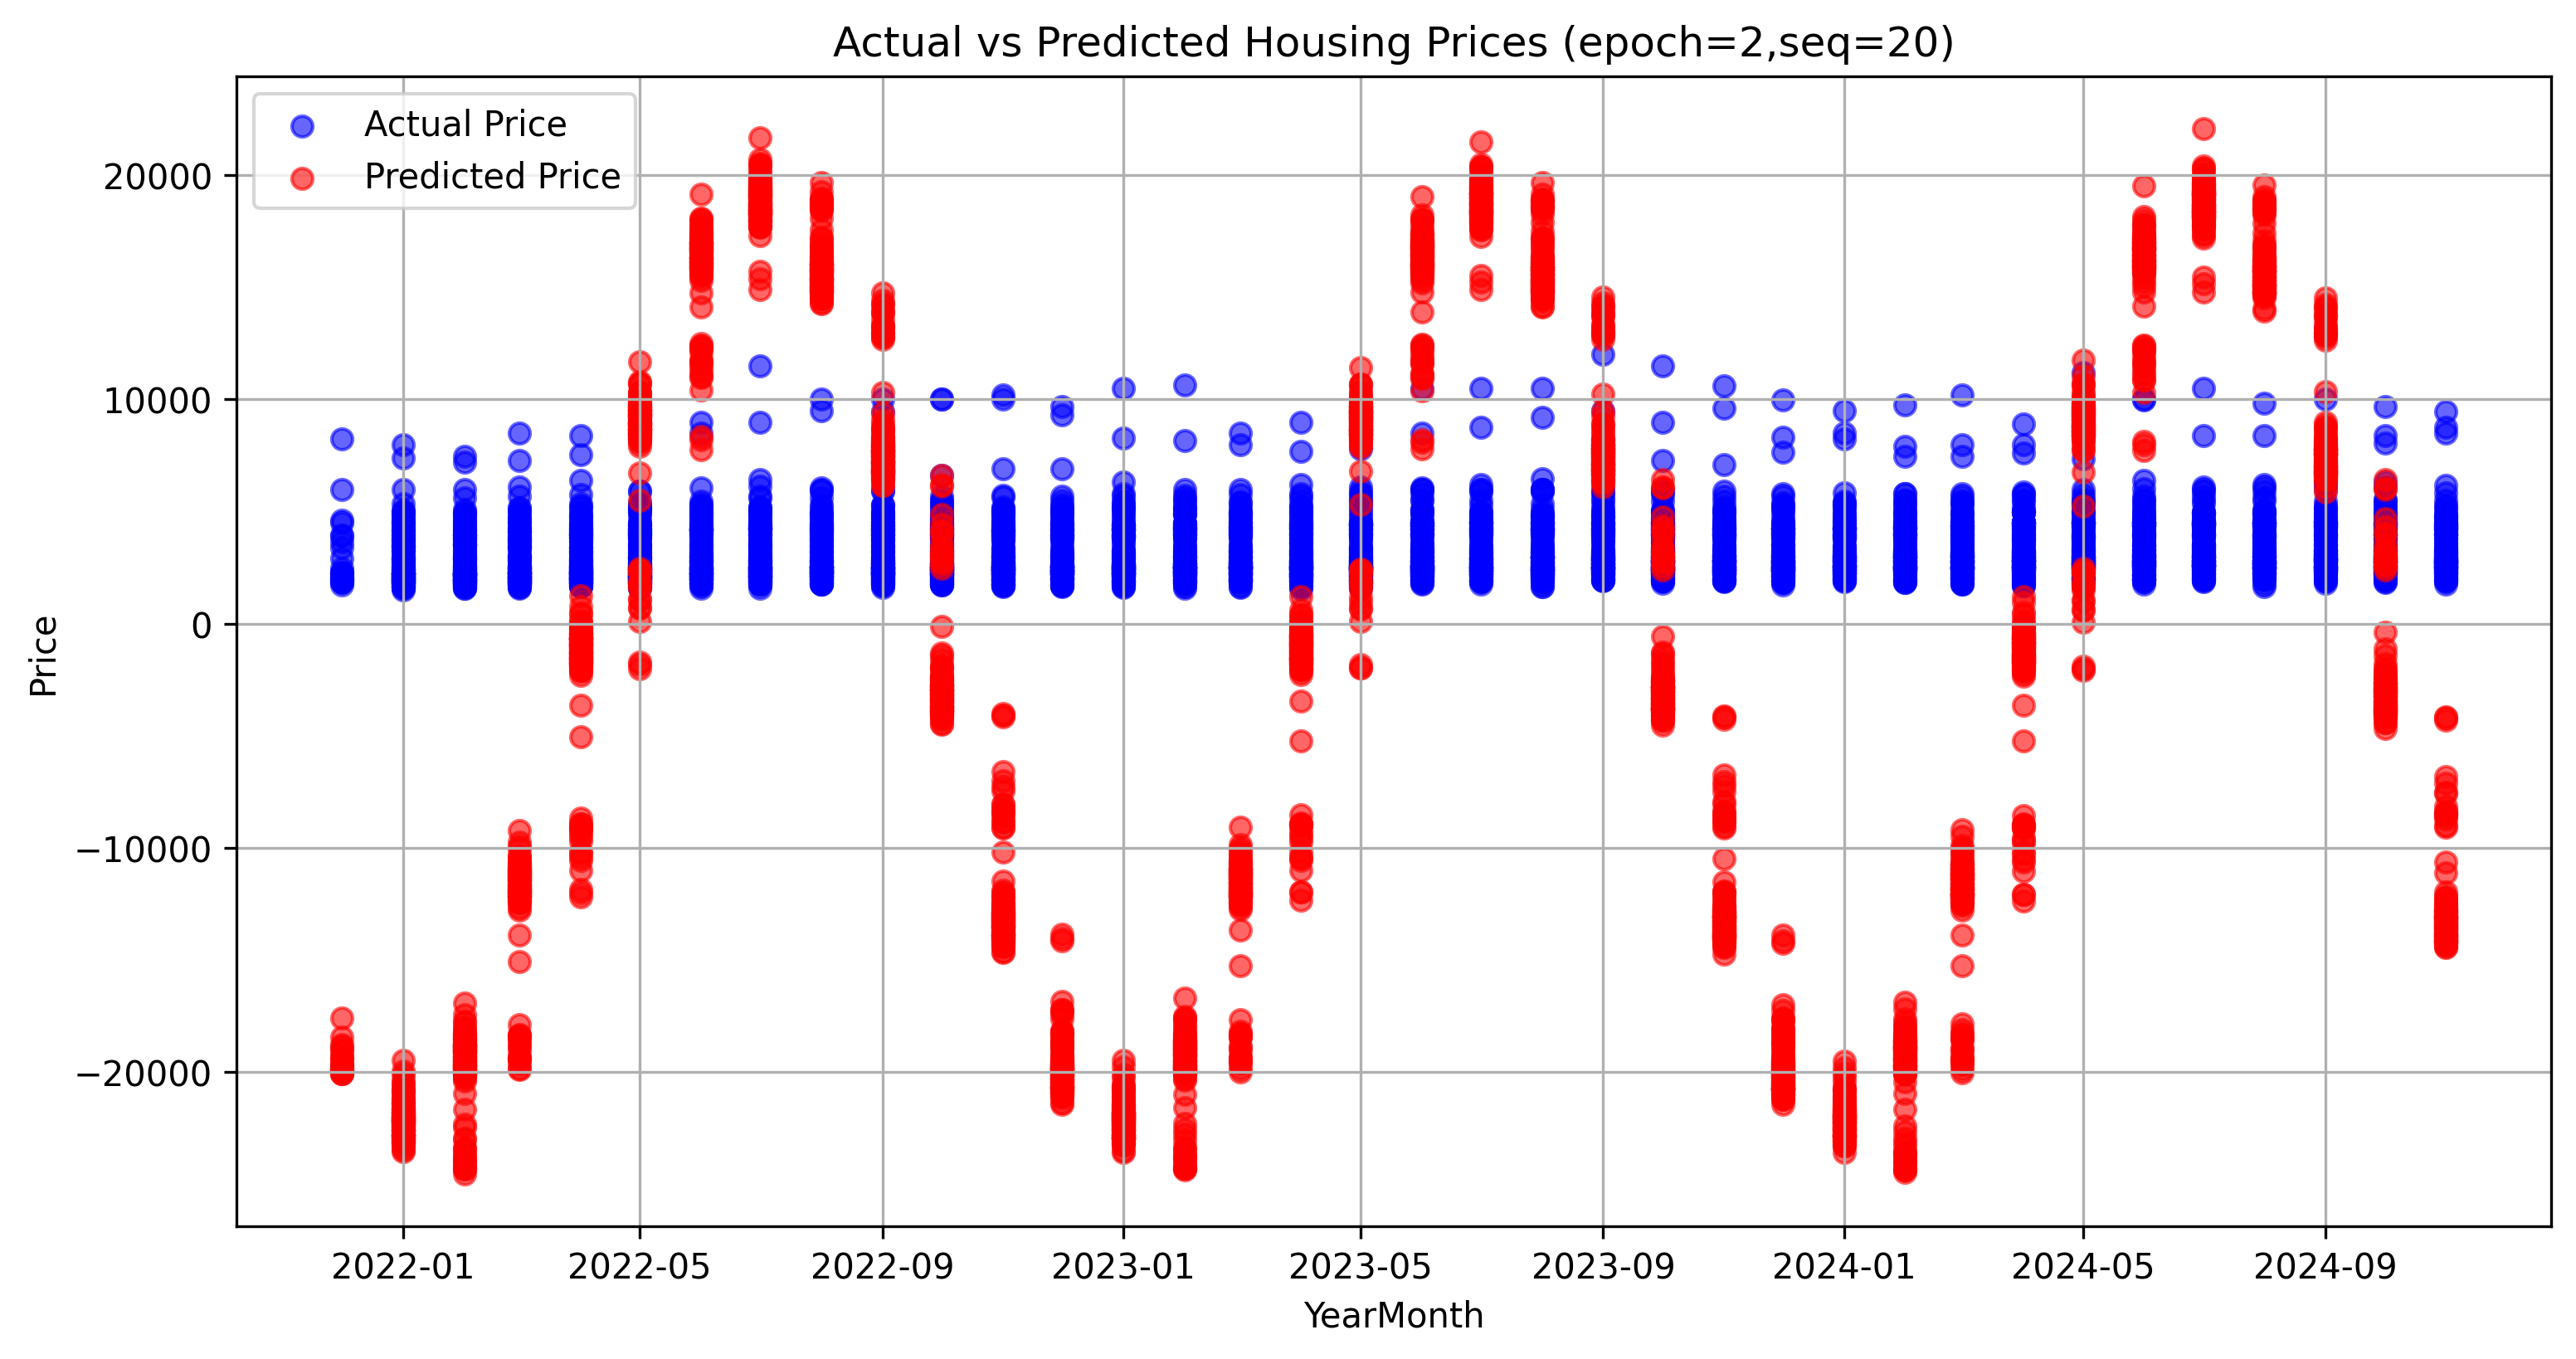 Actual vs Predicted Housing Prices (epoch=2,seq=20)
Actual Price
Predicted Price
20000
10000
0
−10000
−20000
Price
2022-01 2022-05 2022-09 2023-01 2023-05 2023-09 2024-01 2024-05 2024-09
YearMonth